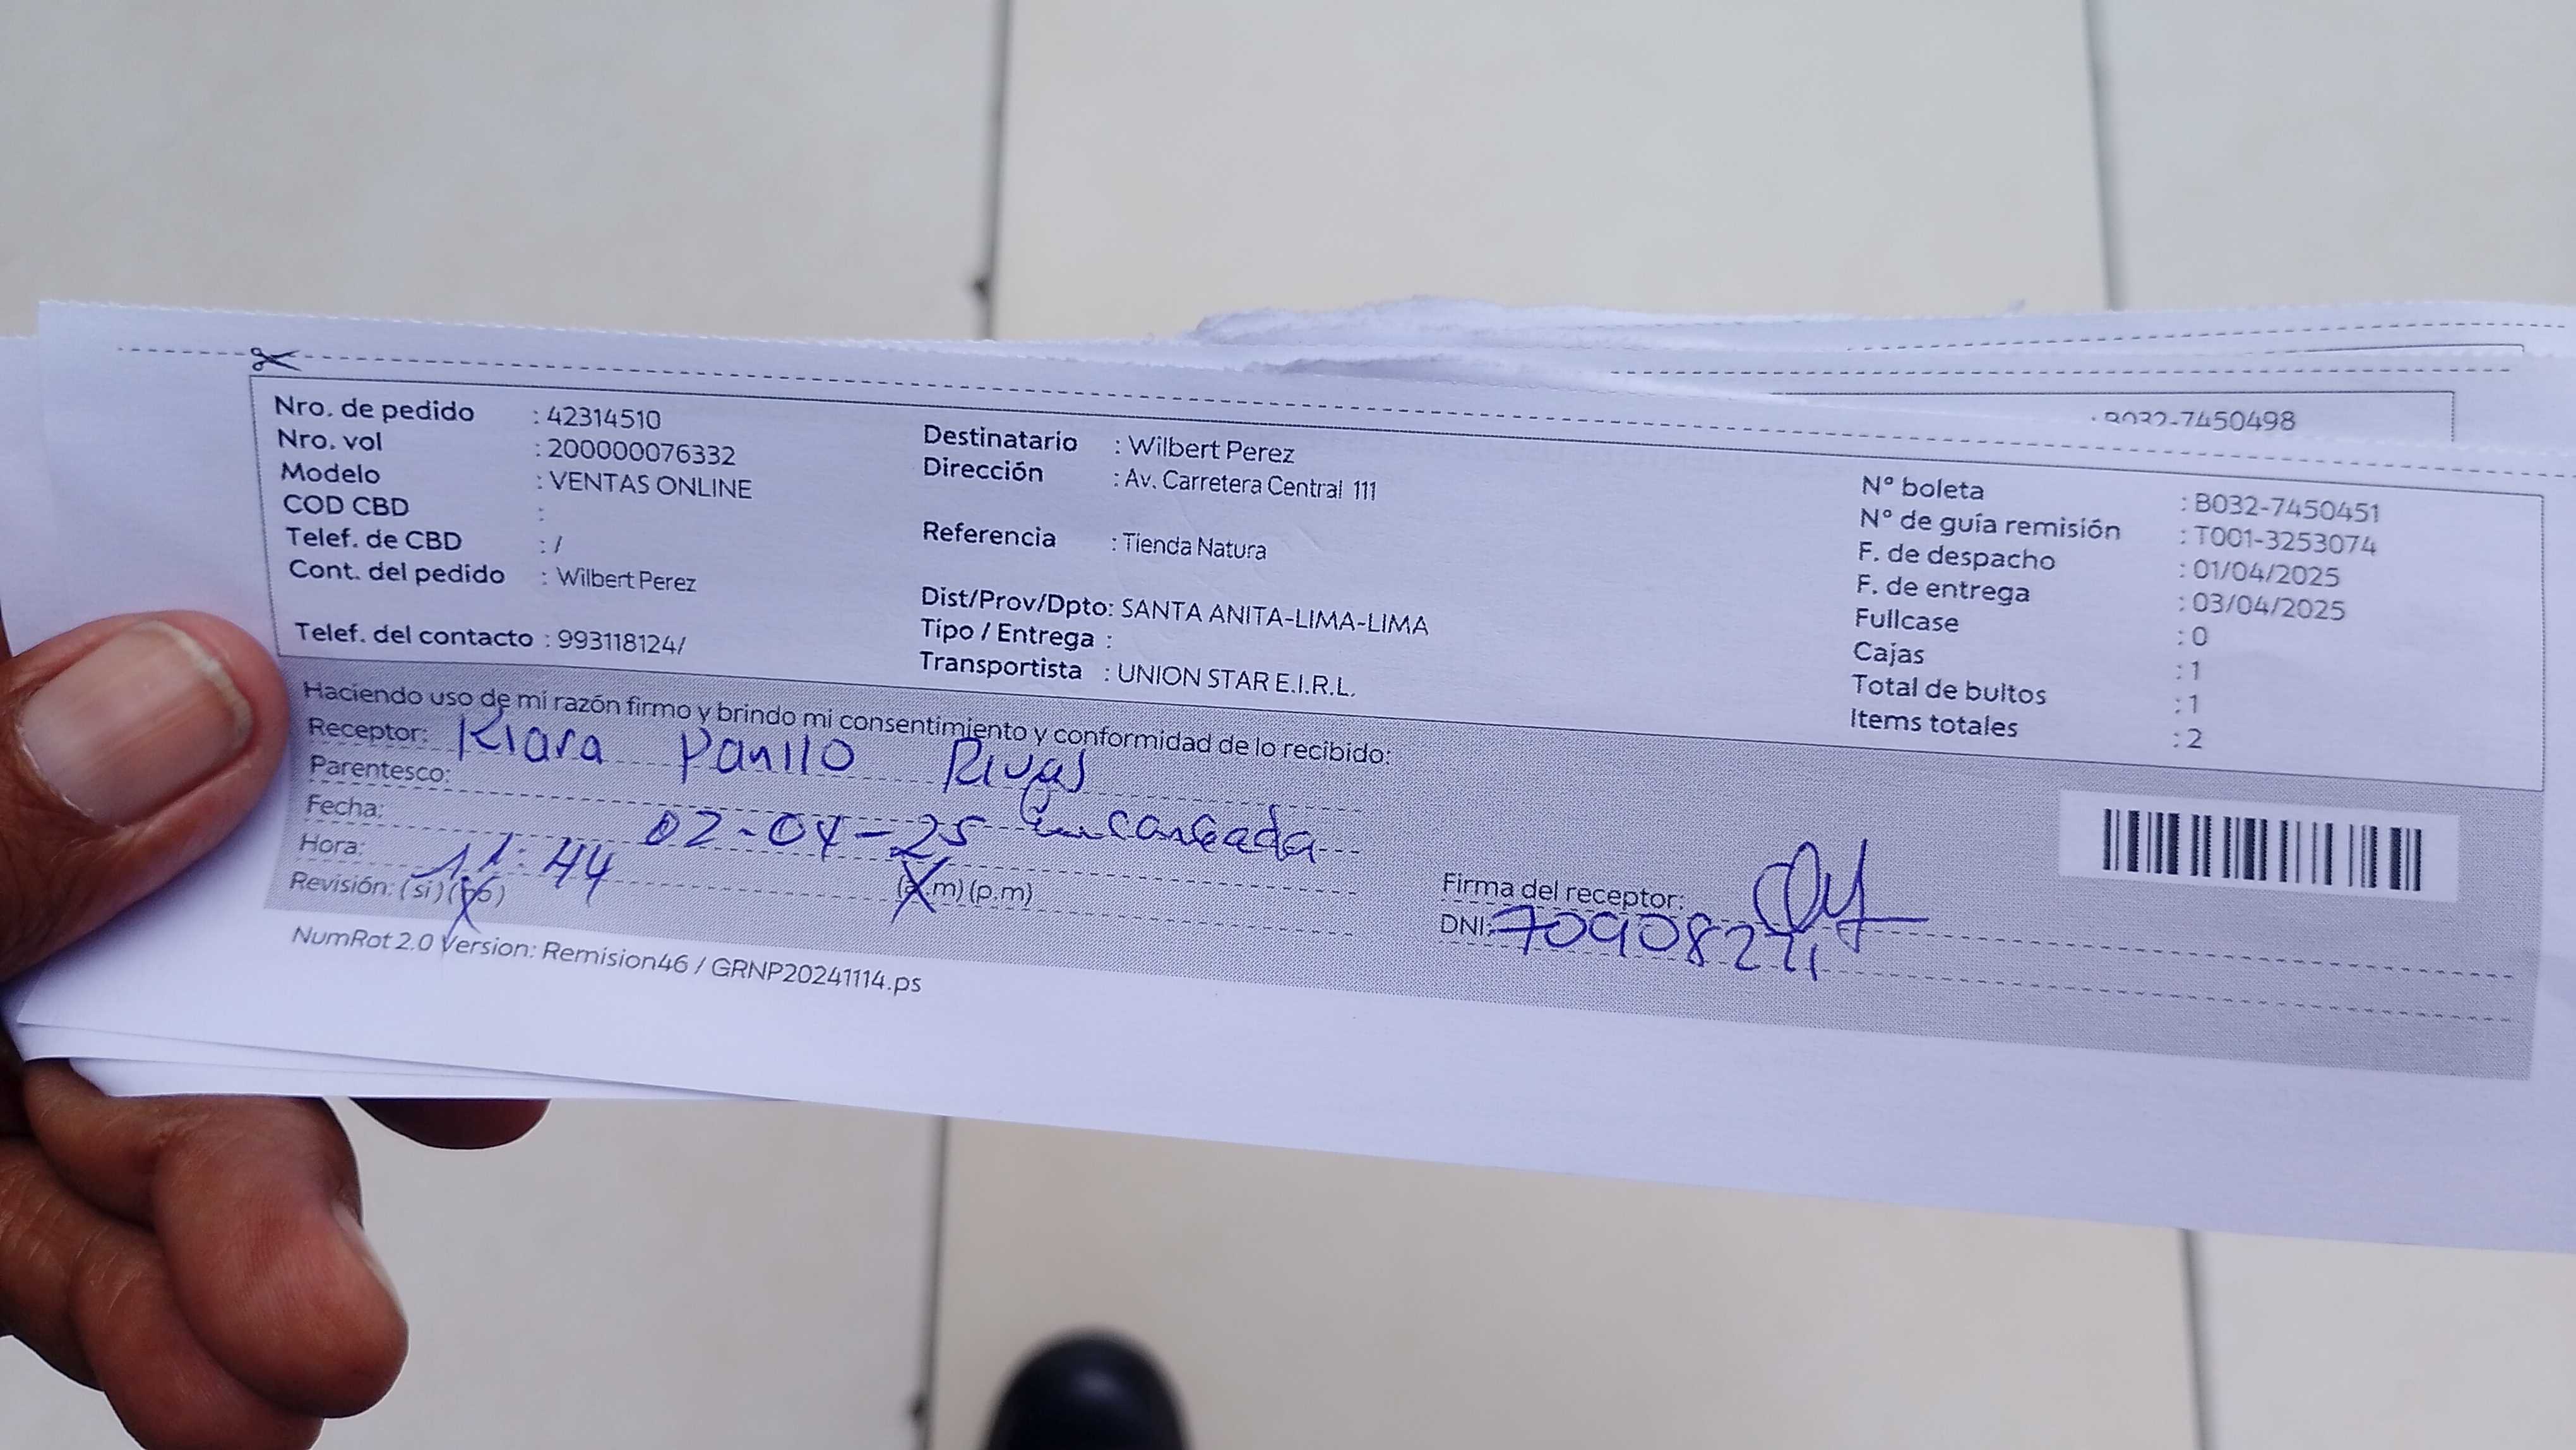 Nro. de pedido : 42314510
Nro. vol : 200000076332
Modelo : VENTAS ONLINE
COD CBD :
Telef. de CBD : /
Cont. del pedido : Wilbert Perez
Telef. del contacto : 993118124/
Destinatario : Wilbert Perez
Dirección : Av. Carretera Central 111
Referencia : Tienda Natura
Dist/Prov/Dpto: SANTA ANITA-LIMA-LIMA
Tipo / Entrega :
Transportista : UNION STAR E.I.R.L.
: B032-7450498
N° boleta : B032-7450451
N° de guía remisión : T001-3253074
F. de despacho : 01/04/2025
F. de entrega : 03/04/2025
Fullcase : 0
Cajas : 1
Total de bultos : 1
Items totales : 2
Haciendo uso de mi razón firmo y brindo mi consentimiento y conformidad de lo recibido:
Receptor: Kiara Rivas
Parentesco: Encargada
Fecha: 02-04-25
Hora: 11:44 (a.m) (p.m)
Revisión: (si) (no)
Firma del receptor:
DNI:
NumRot 2.0 Version: Remision46 / GRNP20241114.ps